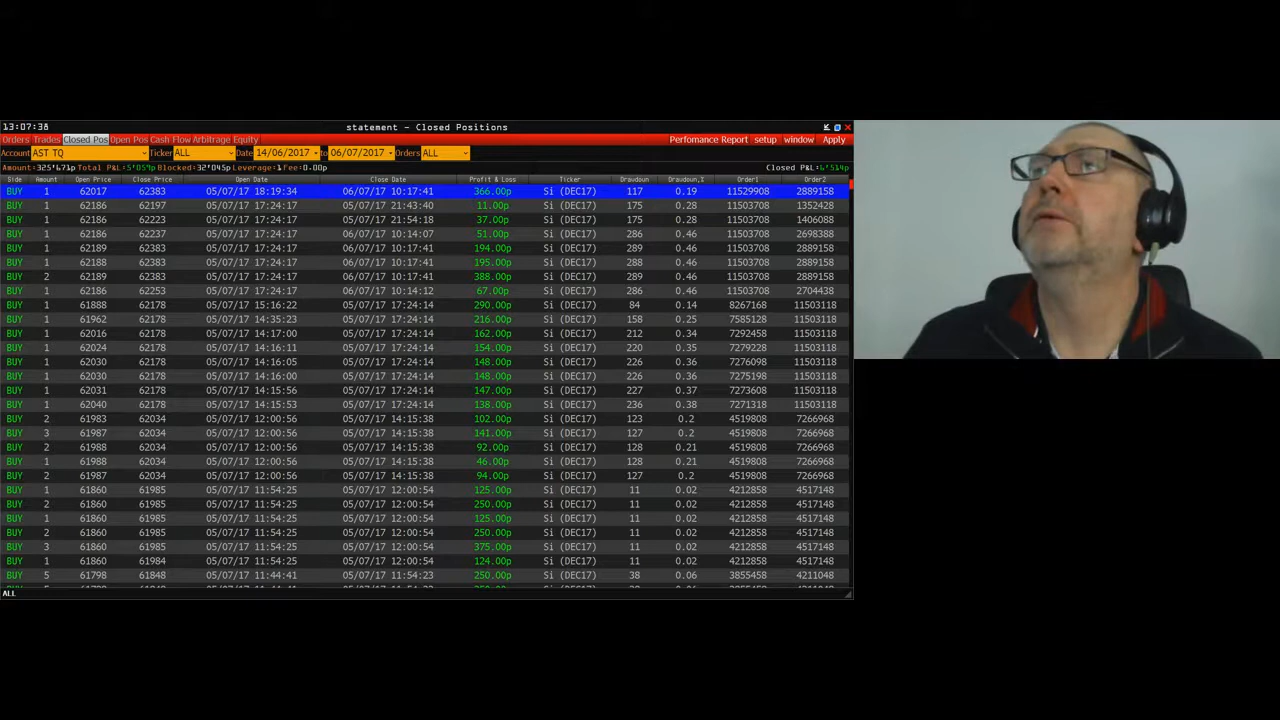 13:07:38 statement - Closed Positions
Orders Trades Closed Pos Open Pos Cash Flow Arbitrage Equity Perfomance Report setup window Apply
Account AST TQ Ticker ALL Date 14/06/2017 to 06/07/2017 Orders ALL
Amount:325'671p Total P&L:5'059p Blocked:32'045p Leverage:1 Fee:0.00p Closed P&L:6'514p
Side Amount Open Price Close Price Open Date Close Date Profit & Loss Ticker Drawdown Drawdown,% Order1 Order2
BUY 1 62017 62383 05/07/17 18:19:34 06/07/17 10:17:41 366.00p Si (DEC17) 117 0.19 11529908 2889158
BUY 1 62186 62197 05/07/17 17:24:17 05/07/17 21:43:40 11.00p Si (DEC17) 175 0.28 11503708 1352428
BUY 1 62186 62223 05/07/17 17:24:17 05/07/17 21:54:18 37.00p Si (DEC17) 175 0.28 11503708 1406088
BUY 1 62186 62237 05/07/17 17:24:17 06/07/17 10:14:07 51.00p Si (DEC17) 286 0.46 11503708 2698388
BUY 1 62189 62383 05/07/17 17:24:17 06/07/17 10:17:41 194.00p Si (DEC17) 289 0.46 11503708 2889158
BUY 1 62188 62383 05/07/17 17:24:17 06/07/17 10:17:41 195.00p Si (DEC17) 288 0.46 11503708 2889158
BUY 2 62189 62383 05/07/17 17:24:17 06/07/17 10:17:41 388.00p Si (DEC17) 289 0.46 11503708 2889158
BUY 1 62186 62253 05/07/17 17:24:17 06/07/17 10:14:12 67.00p Si (DEC17) 286 0.46 11503708 2704438
BUY 1 61888 62178 05/07/17 15:16:22 05/07/17 17:24:14 290.00p Si (DEC17) 84 0.14 8267168 11503118
BUY 1 61962 62178 05/07/17 14:35:23 05/07/17 17:24:14 216.00p Si (DEC17) 158 0.25 7585128 11503118
BUY 1 62016 62178 05/07/17 14:17:00 05/07/17 17:24:14 162.00p Si (DEC17) 212 0.34 7292458 11503118
BUY 1 62024 62178 05/07/17 14:16:11 05/07/17 17:24:14 154.00p Si (DEC17) 220 0.35 7279228 11503118
BUY 1 62030 62178 05/07/17 14:16:05 05/07/17 17:24:14 148.00p Si (DEC17) 226 0.36 7276098 11503118
BUY 1 62030 62178 05/07/17 14:16:00 05/07/17 17:24:14 148.00p Si (DEC17) 226 0.36 7275198 11503118
BUY 1 62031 62178 05/07/17 14:15:56 05/07/17 17:24:14 147.00p Si (DEC17) 227 0.37 7273608 11503118
BUY 1 62040 62178 05/07/17 14:15:53 05/07/17 17:24:14 138.00p Si (DEC17) 236 0.38 7271318 11503118
BUY 2 61983 62034 05/07/17 12:00:56 05/07/17 14:15:38 102.00p Si (DEC17) 123 0.2 4519868 7266968
BUY 3 61987 62034 05/07/17 12:00:56 05/07/17 14:15:38 141.00p Si (DEC17) 127 0.2 4519868 7266968
BUY 2 61988 62034 05/07/17 12:00:56 05/07/17 14:15:38 92.00p Si (DEC17) 128 0.21 4519868 7266968
BUY 1 61988 62034 05/07/17 12:00:56 05/07/17 14:15:38 46.00p Si (DEC17) 128 0.21 4519868 7266968
BUY 2 61987 62034 05/07/17 12:00:56 05/07/17 14:15:38 94.00p Si (DEC17) 127 0.2 4519868 7266968
BUY 1 61860 61985 05/07/17 11:54:25 05/07/17 12:00:54 125.00p Si (DEC17) 11 0.02 4212858 4517148
BUY 2 61860 61985 05/07/17 11:54:25 05/07/17 12:00:54 250.00p Si (DEC17) 11 0.02 4212858 4517148
BUY 1 61860 61985 05/07/17 11:54:25 05/07/17 12:00:54 125.00p Si (DEC17) 11 0.02 4212858 4517148
BUY 2 61860 61985 05/07/17 11:54:25 05/07/17 12:00:54 250.00p Si (DEC17) 11 0.02 4212858 4517148
BUY 3 61860 61985 05/07/17 11:54:25 05/07/17 12:00:54 375.00p Si (DEC17) 11 0.02 4212858 4517148
BUY 1 61860 61984 05/07/17 11:54:25 05/07/17 12:00:54 124.00p Si (DEC17) 11 0.02 4212858 4517148
BUY 5 61798 61848 05/07/17 11:44:41 05/07/17 11:54:23 250.00p Si (DEC17) 38 0.06 3855458 4211048
ALL